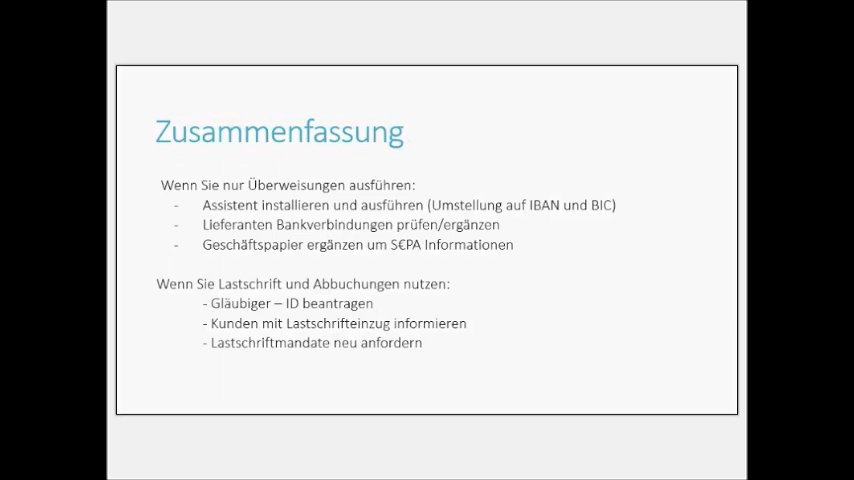 Zusammenfassung
Wenn Sie nur Überweisungen ausführen:
- Assistent installieren und ausführen (Umstellung auf IBAN und BIC)
- Lieferanten Bankverbindungen prüfen/ergänzen
- Geschäftspapier ergänzen um S€PA Informationen
Wenn Sie Lastschrift und Abbuchungen nutzen:
- Gläubiger – ID beantragen
- Kunden mit Lastschrifteinzug informieren
- Lastschriftmandate neu anfordern